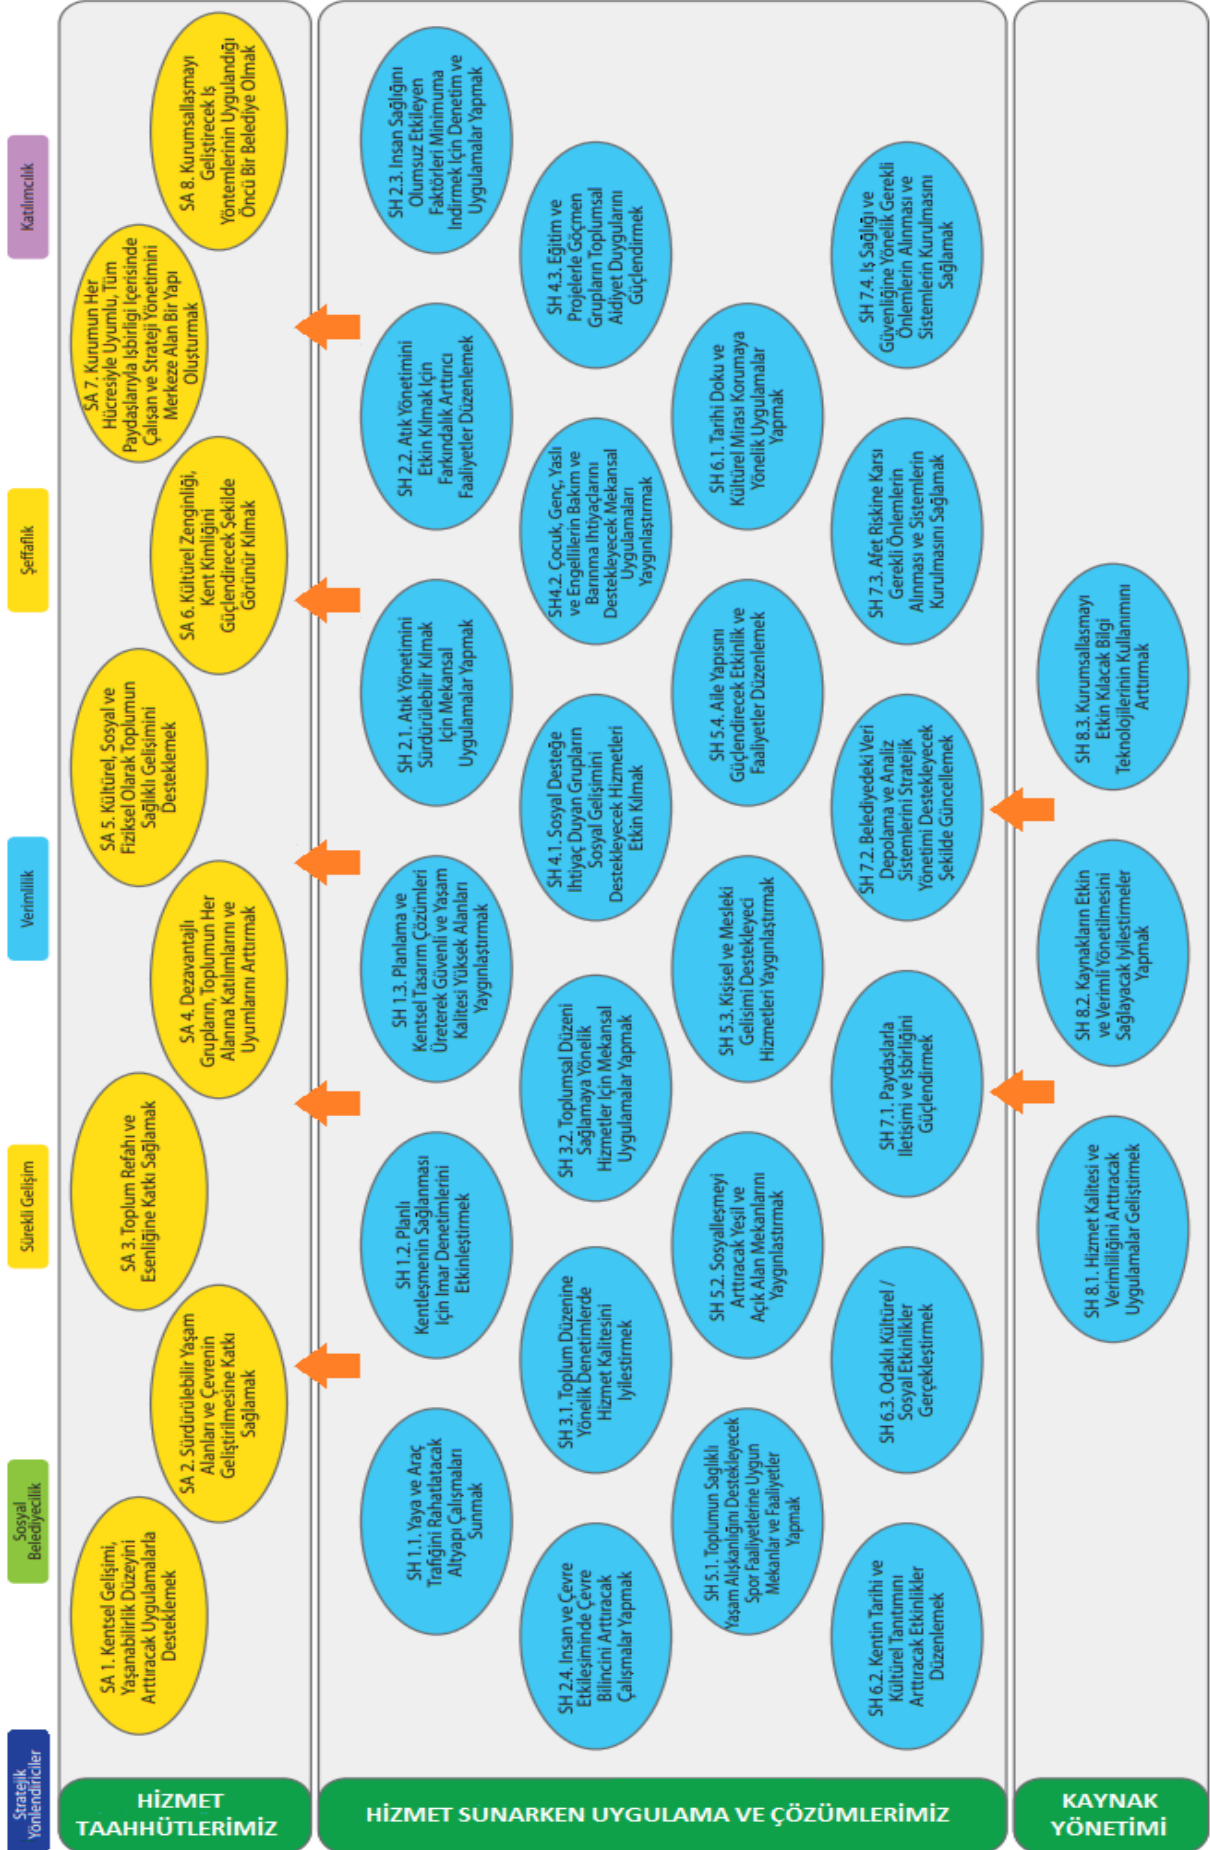 Stratejik
Yönlendiriciler
Sosyal
Belediyecilik
Sürekli Gelişim
Verimlilik
Şeffaflık
Katılımcılık
HİZMET
TAAHHÜTLERİMİZ
SA 1. Kentsel Gelişimi,
Yaşanabilirlik Düzeyini
Arttıracak Uygulamalarla
Desteklemek
SA 2. Sürdürülebilir Yaşam
Alanları ve Çevrenin
Geliştirilmesine Katkı
Sağlamak
SA 3. Toplum Refahı ve
Esenliğine Katkı Sağlamak
SA 4. Dezavantajlı
Grupların, Toplumun Her
Alanına Katılımlarını ve
Uyumlarını Arttırmak
SA 5. Kültürel, Sosyal ve
Fiziksel Olarak Toplumun
Sağlıklı Gelişimini
Desteklemek
SA 6. Kültürel Zenginliği,
Kent Kimliğini
Güçlendirecek Şekilde
Görünür Kılmak
SA 7. Kurumun Her
Hücresiyle Uyumlu, Tüm
Paydaşlarıyla İşbirliği İçerisinde
Çalışan ve Strateji Yönetimini
Merkeze Alan Bir Yapı
Oluşturmak
SA 8. Kurumsallaşmayı
Geliştirecek İş
Yöntemlerinin Uygulandığı
Öncü Bir Belediye Olmak
HİZMET SUNARKEN UYGULAMA VE ÇÖZÜMLERİMİZ
SH 1.1. Yaya ve Araç
Trafiğini Rahatlatacak
Altyapı Çalışmaları
Sunmak
SH 1.2. Planlı
Kentleşmenin Sağlanması
İçin Imar Denetimlerini
Etkinleştirmek
SH 1.3. Planlama ve
Kentsel Tasarım Çözümleri
Üreterek Güvenli ve Yaşam
Kalitesi Yüksek Alanları
Yaygınlaştırmak
SH 2.1. Atık Yönetimini
Sürdürülebilir Kılmak
İçin Mekansal
Uygulamalar Yapmak
SH 2.2. Atık Yönetimini
Etkin Kılmak İçin
Farkındalık Arttırıcı
Faaliyetler Düzenlemek
SH 2.3. Insan Sağlığını
Olumsuz Etkileyen
Faktörleri Minimuma
Indirmek İçin Denetim ve
Uygulamalar Yapmak
SH 2.4. Insan ve Çevre
Etkileşiminde Çevre
Bilincini Arttıracak
Çalışmalar Yapmak
SH 3.1. Toplum Düzenine
Yönelik Denetimlerde
Hizmet Kalitesini
Iyilestirmek
SH 3.2. Toplumsal Düzeni
Sağlamaya Yönelik
Hizmetler İçin Mekansal
Uygulamalar Yapmak
SH 4.1. Sosyal Desteğe
Ihtiyaç Duyan Grupların
Sosyal Gelişimini
Destekleyecek Hizmetleri
Etkin Kılmak
SH4.2. Çocuk, Genç, Yaslı
ve Engellilerin Bakım ve
Barınma Ihtiyaçlarını
Destekleyecek Mekansal
Uygulamaları
Yaygınlaştırmak
SH 4.3. Eğitim ve
Projelerle Göçmen
Grupların Toplumsal
Aidiyet Duygularını
Güçlendirmek
SH 5.1. Toplumun Saglıklı
Yaşam Alışkanlığını Destekleyecek
Spor Faaliyetlerine Uygun
Mekanlar ve Faaliyetler
Yapmak
SH 5.2. Sosyalleşmeyi
Arttıracak Yeşil ve
Açık Alan Mekanlarını
Yaygınlastırmak
SH 5.3. Kişisel ve Mesleki
Gelisimi Destekleyici
Hizmetleri Yaygınlaştırmak
SH 5.4. Aile Yapısını
Güçlendirecek Etkinlik ve
Faaliyetler Düzenlemek
SH 6.1. Tarihi Doku ve
Kültürel Mirası Korumaya
Yönelik Uygulamalar
Yapmak
SH 6.2. Kentin Tarihi ve
Kültürel Tanıtımını
Arttıracak Etkinlikler
Düzenlemek
SH 6.3. Odaklı Kültürel /
Sosyal Etkinlikler
Gerçekleştirmek
SH 7.1. Paydaşlarla
Iletişimi ve Işbirliğini
Güçlendirmek
SH 7.2. Belediyedeki Veri
Depolama ve Analiz
Sistemlerini Stratejik
Yönetimi Destekleyecek
Şekilde Güncellemek
SH 7.3. Afet Riskine Karsı
Gerekli Önlemlerin
Alınması ve Sistemlerin
Kurulmasını Sağlamak
SH 7.4. Is Sağlığı ve
Güvenliğine Yönelik Gerekli
Önlemlerin Alınması ve
Sistemlerin Kurulmasını
Sağlamak
KAYNAK
YÖNETİMİ
SH 8.1. Hizmet Kalitesi ve
Verimliliğini Arttıracak
Uygulamalar Geliştirmek
SH 8.2. Kaynakların Etkin
ve Verimli Yönetilmesini
Sağlayacak Iyilestirmeler
Yapmak
SH 8.3. Kurumsallasmayı
Etkin Kılacak Bilgi
Teknolojilerinin Kullanımını
Arttırmak